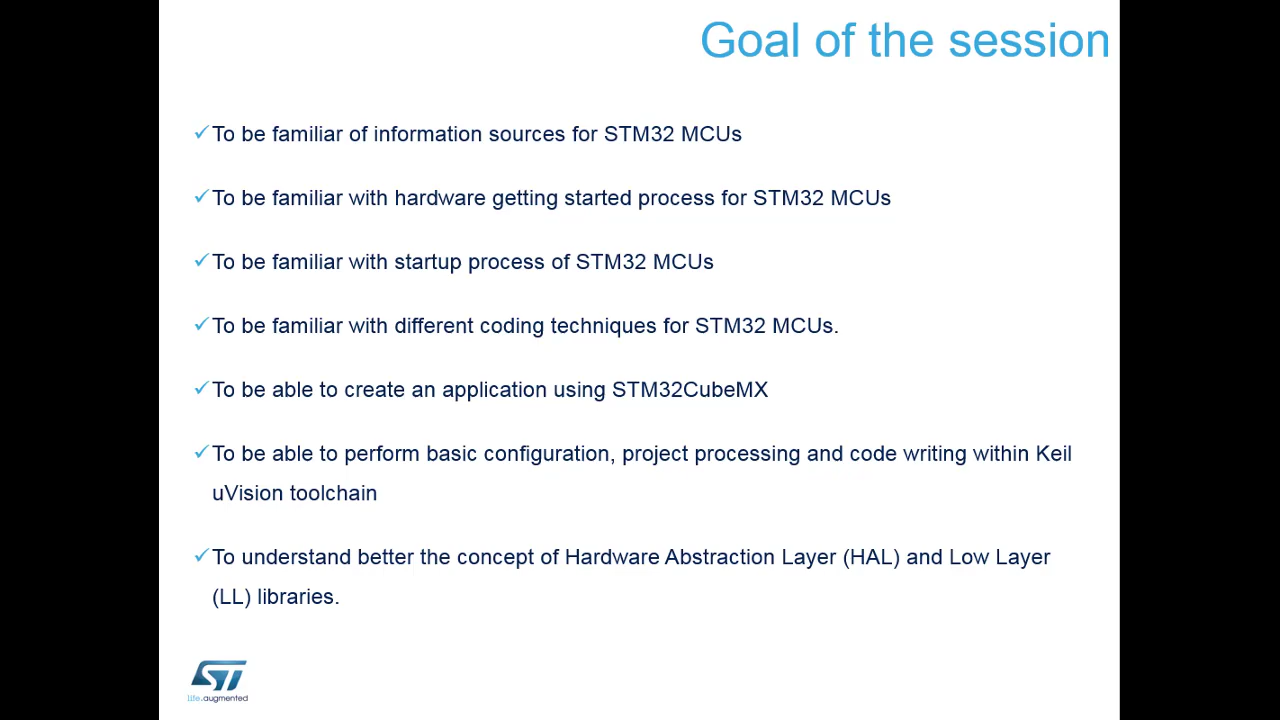 Goal of the session
✓To be familiar of information sources for STM32 MCUs
✓To be familiar with hardware getting started process for STM32 MCUs
✓To be familiar with startup process of STM32 MCUs
✓To be familiar with different coding techniques for STM32 MCUs.
✓To be able to create an application using STM32CubeMX
✓To be able to perform basic configuration, project processing and code writing within Keil
uVision toolchain
✓To understand better the concept of Hardware Abstraction Layer (HAL) and Low Layer
(LL) libraries.
ST
life.augmented